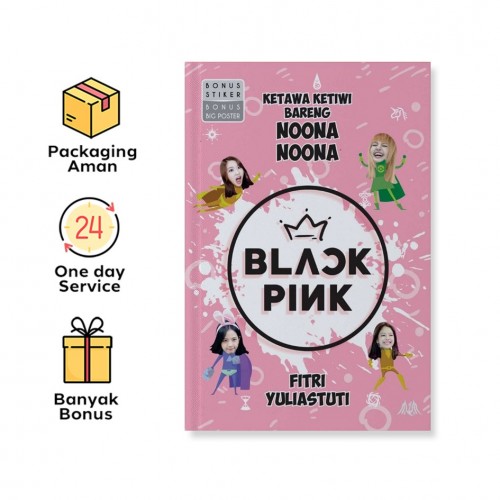 Packaging
Aman
24
One day
Service
Banyak
Bonus
BONUS
STIKER
BONUS
BIG POSTER
KETAWA KETIWI
BARENG
NOONA
NOONA
BLACK
PINK
FITRI
YULIASTUTI